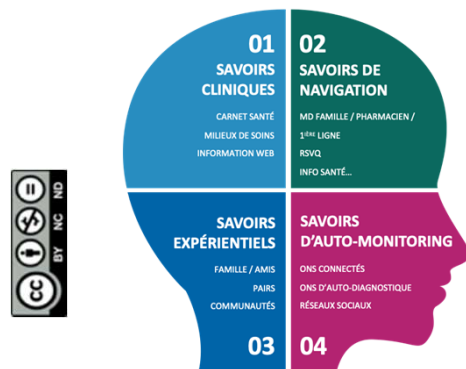 01
SAVOIRS
CLINIQUES
CARNET SANTÉ
MILIEUX DE SOINS
INFORMATION WEB
02
SAVOIRS DE
NAVIGATION
MD FAMILLE / PHARMACIEN /
1IÈRE LIGNE
RSVQ
INFO SANTÉ...
SAVOIRS
EXPÉRIENTIELS
FAMILLE / AMIS
PAIRS
COMMUNAUTÉS
03
SAVOIRS
D'AUTO-MONITORING
ONS CONNECTÉS
ONS D'AUTO-DIAGNOSTIQUE
RÉSEAUX SOCIAUX
04
cc
BY NC ND